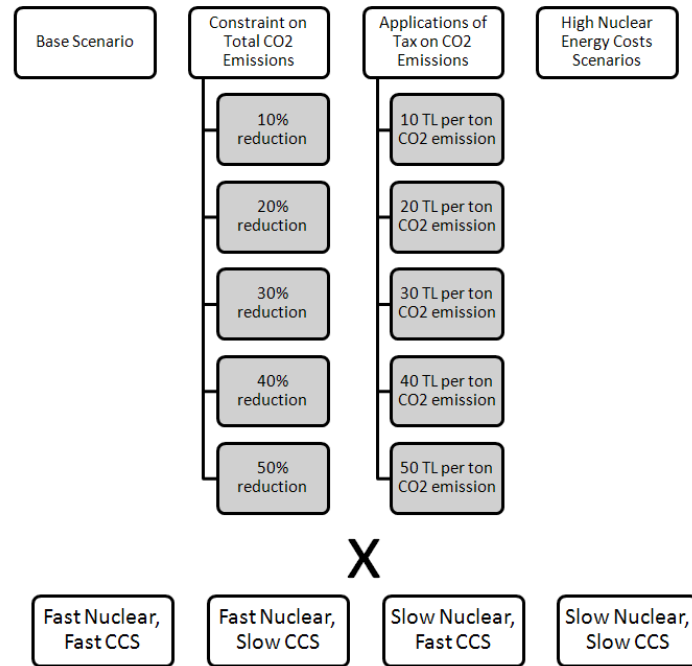 Base Scenario
Constraint on
Total CO2
Emissions
Applications of
Tax on CO2
Emissions
High Nuclear
Energy Costs
Scenarios
10%
reduction
10 TL per ton
CO2 emission
20%
reduction
20 TL per ton
CO2 emission
30%
reduction
30 TL per ton
CO2 emission
40%
reduction
40 TL per ton
CO2 emission
50%
reduction
50 TL per ton
CO2 emission
X
Fast Nuclear,
Fast CCS
Fast Nuclear,
Slow CCS
Slow Nuclear,
Fast CCS
Slow Nuclear,
Slow CCS